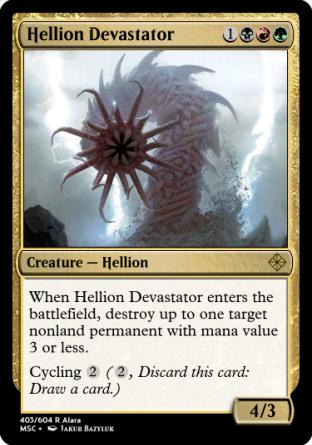 Hellion Devastator 1
Creature — Hellion
When Hellion Devastator enters the
battlefield, destroy up to one target
nonland permanent with mana value
3 or less.
Cycling 2 ( 2, Discard this card:
Draw a card.)
4/3
403/604 R Alara
MSC • Jakub Bazyluk